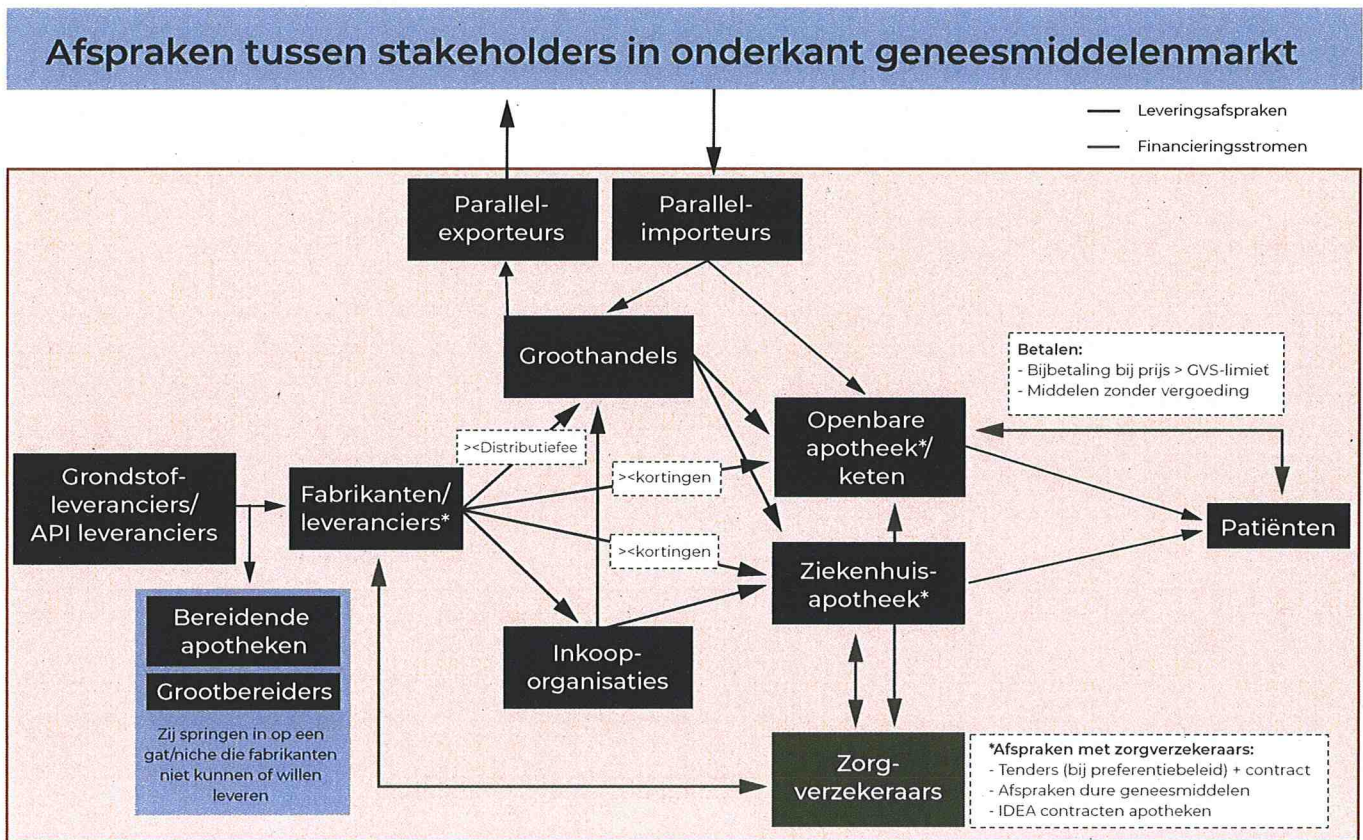 Afspraken tussen stakeholders in onderkant geneesmiddelenmarkt
Leveringsafspraken
Financieringsstromen
Parallel-
exporteurs
Parallel-
importeurs
Groothandels
Betalen:
- Bijbetaling bij prijs > GVS-limiet
- Middelen zonder vergoeding
Openbare
apotheek*/
keten
><Distributiefee
><kortingen
Grondstof-
leveranciers/
API leveranciers
Fabrikanten/
leveranciers*
Patiënten
><kortingen
Ziekenhuis-
apotheek*
Bereidende
apotheken
Grootbereiders
Zij springen in op een
gat/niche die fabrikanten
niet kunnen of willen
leveren
Inkoop-
organisaties
Zorg-
verzekeraars
*Afspraken met zorgverzekeraars:
- Tenders (bij preferentiebeleid) + contract
- Afspraken dure geneesmiddelen
- IDEA contracten apotheken